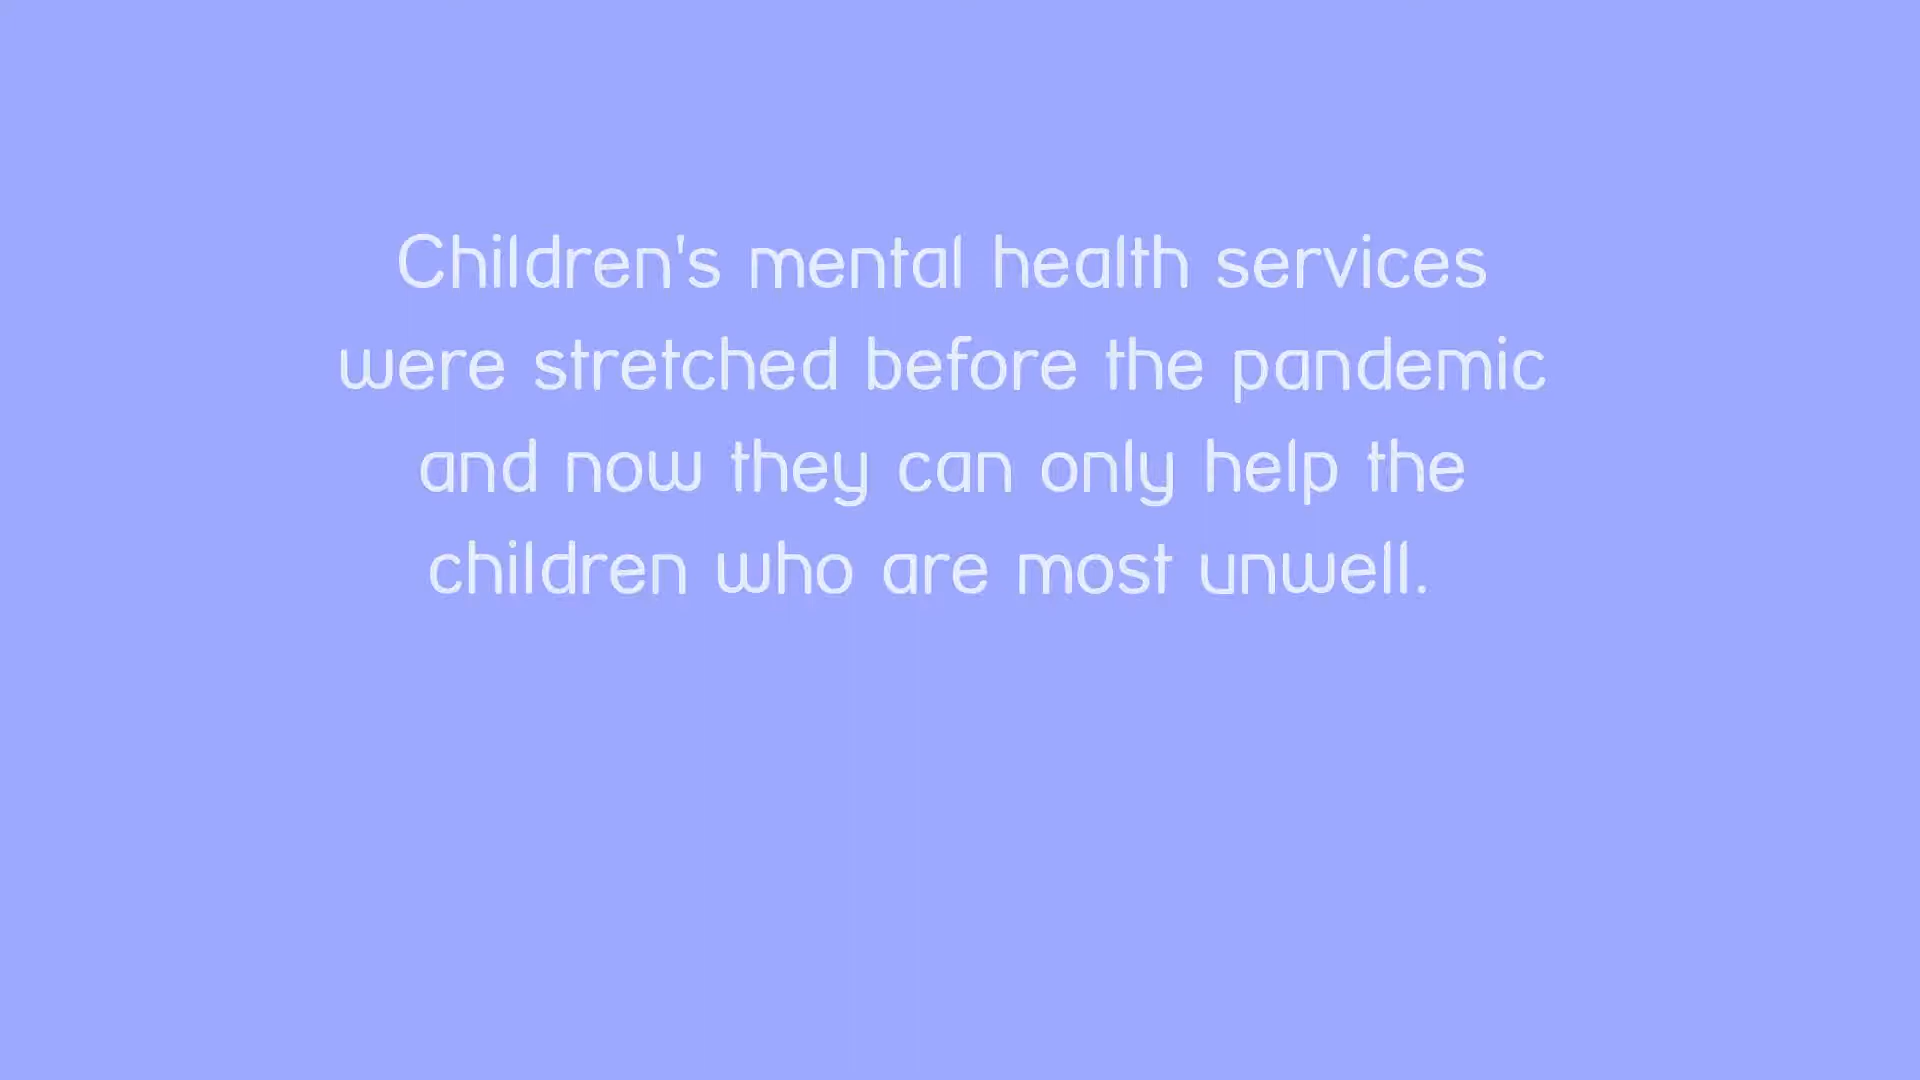 Children's mental health services
were stretched before the pandemic
and now they can only help the
children who are most unwell.